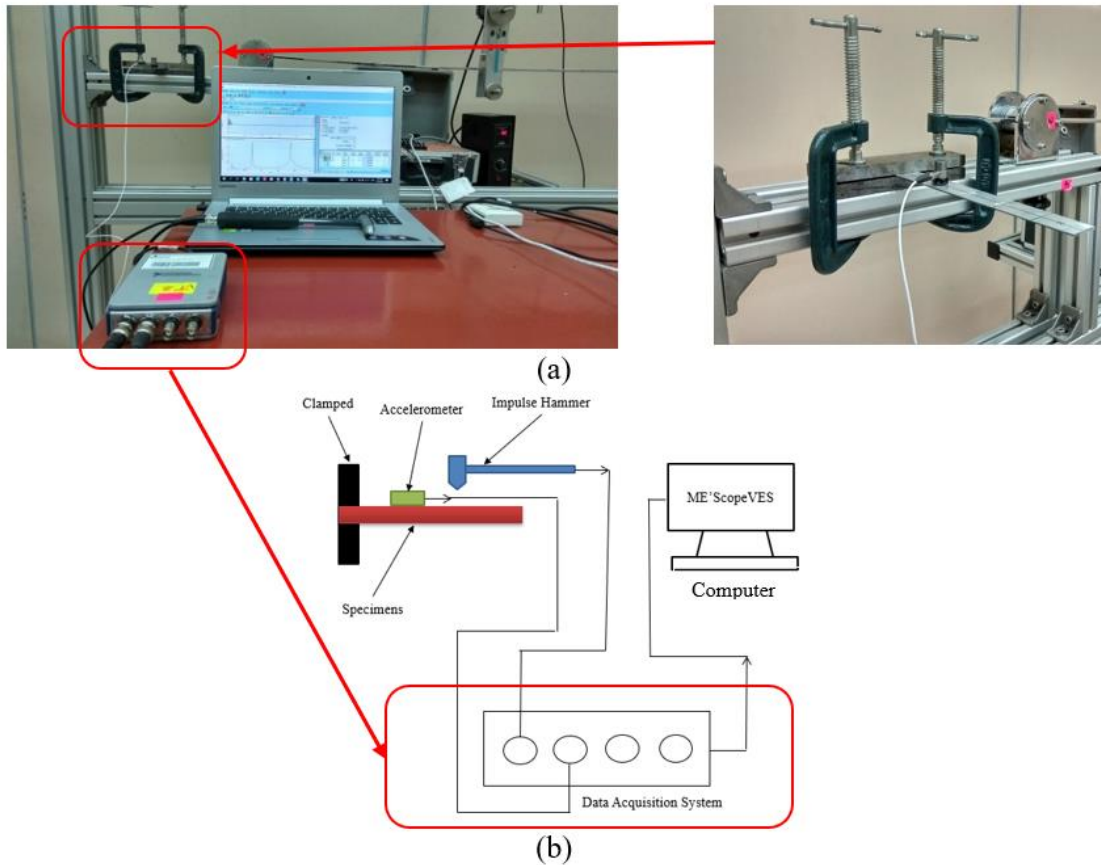 (a)
Clamped
Accelerometer
Impulse Hammer
ME'ScopeVES
Computer
Specimens
Data Acquisition System
(b)